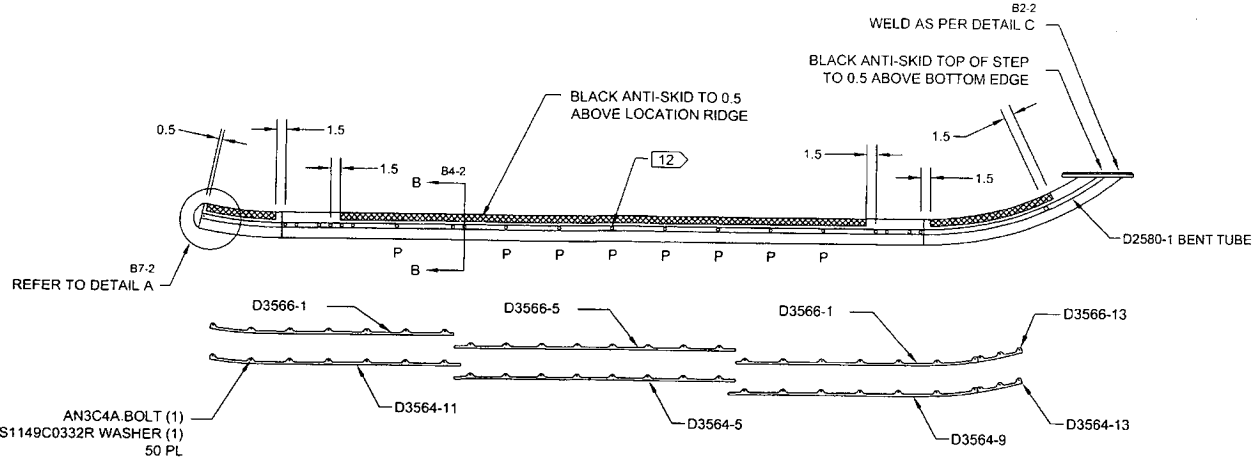 B2-2
WELD AS PER DETAIL C
BLACK ANTI-SKID TOP OF STEP
TO 0.5 ABOVE BOTTOM EDGE
BLACK ANTI-SKID TO 0.5
ABOVE LOCATION RIDGE
0.5
1.5
1.5
12
1.5
1.5
1.5
B
B4-2
B
P
P
P
P
P
P
P
P
D2580-1 BENT TUBE
B7-2
REFER TO DETAIL A
D3566-1
D3566-5
D3566-1
D3566-13
AN3C4A.BOLT (1)
S1149C0332R WASHER (1)
50 PL
D3564-11
D3564-5
D3564-9
D3564-13